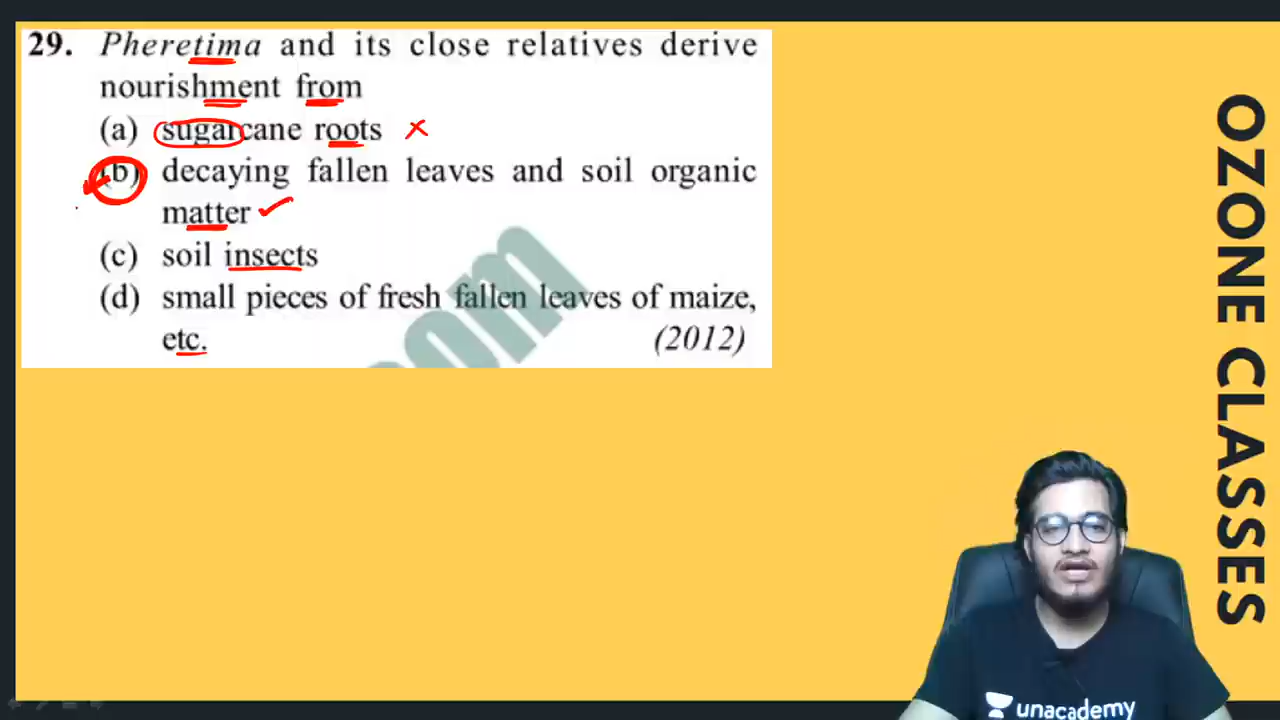 29. Pheretima and its close relatives derive
nourishment from
(a) sugarcane roots
(b) decaying fallen leaves and soil organic
matter
(c) soil insects
(d) small pieces of fresh fallen leaves of maize,
etc. (2012)
om
OZONE CLASSES
unacademy